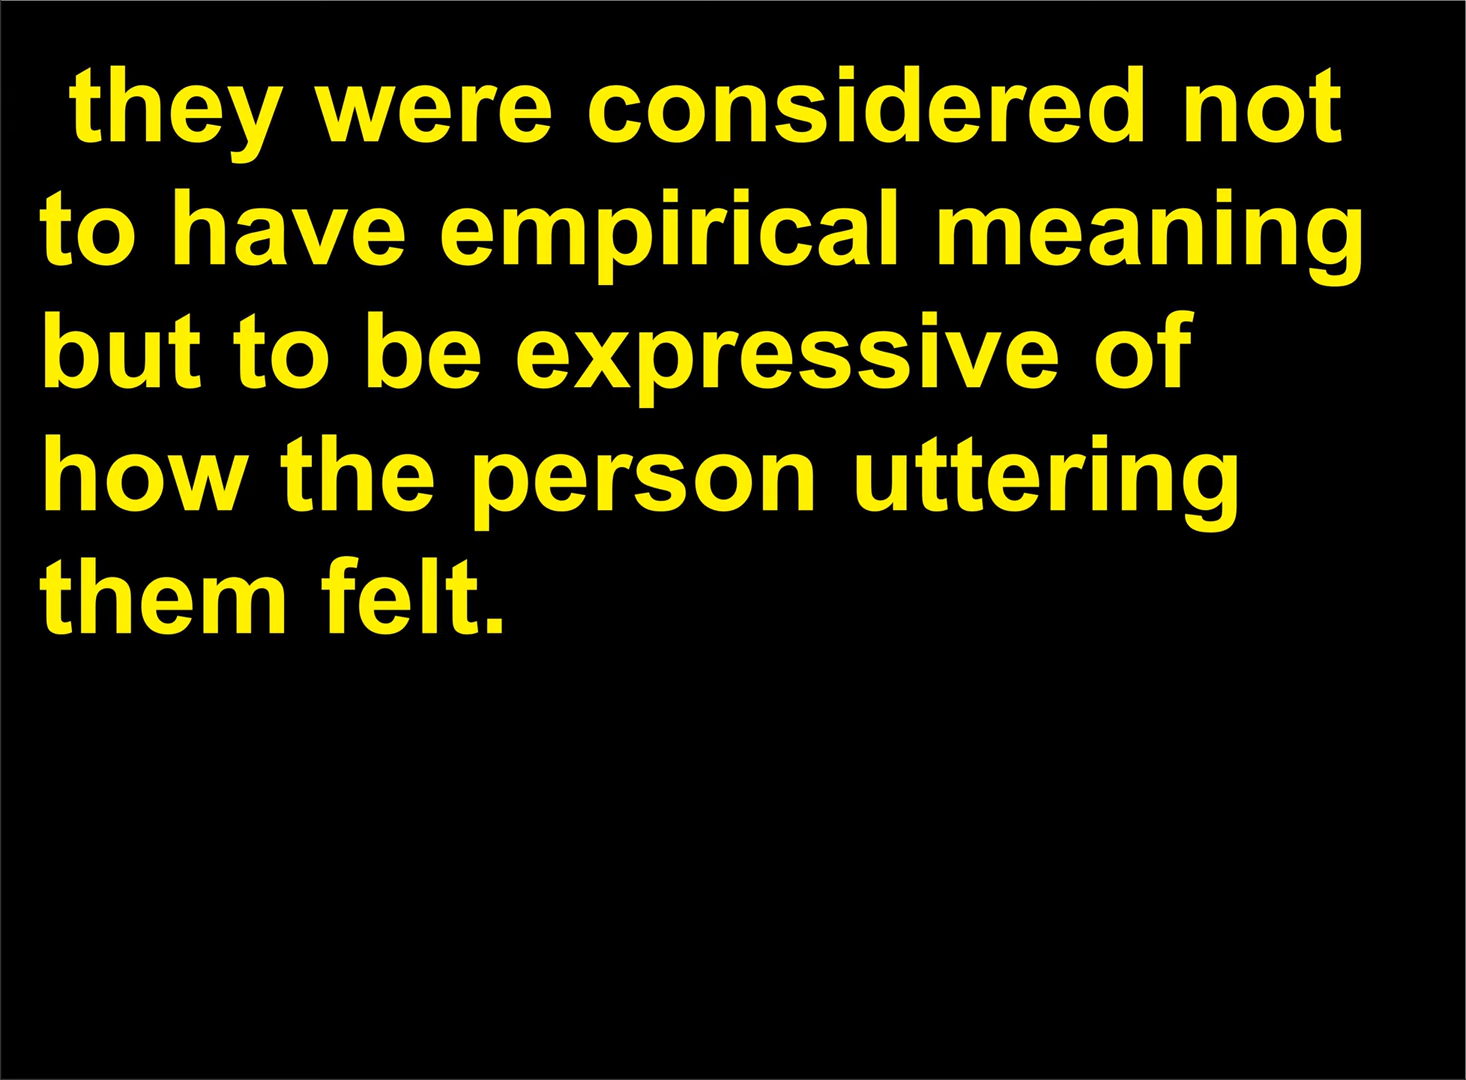 they were considered not
to have empirical meaning
but to be expressive of
how the person uttering
them felt.